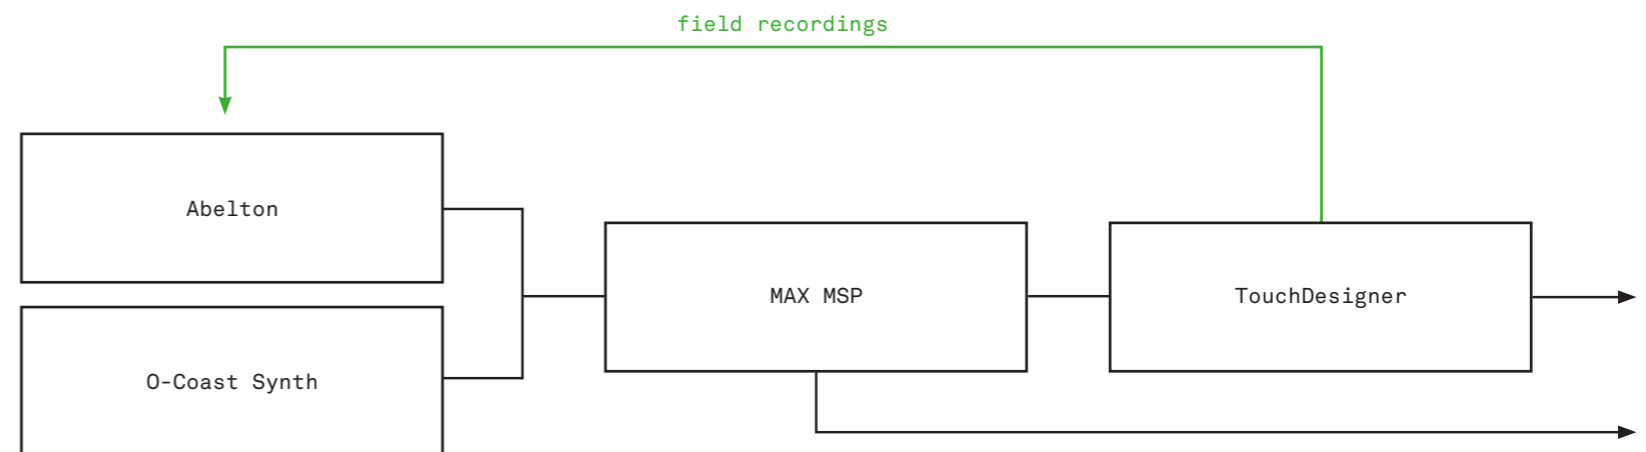 field recordings
Abelton
MAX MSP
TouchDesigner
O-Coast Synth